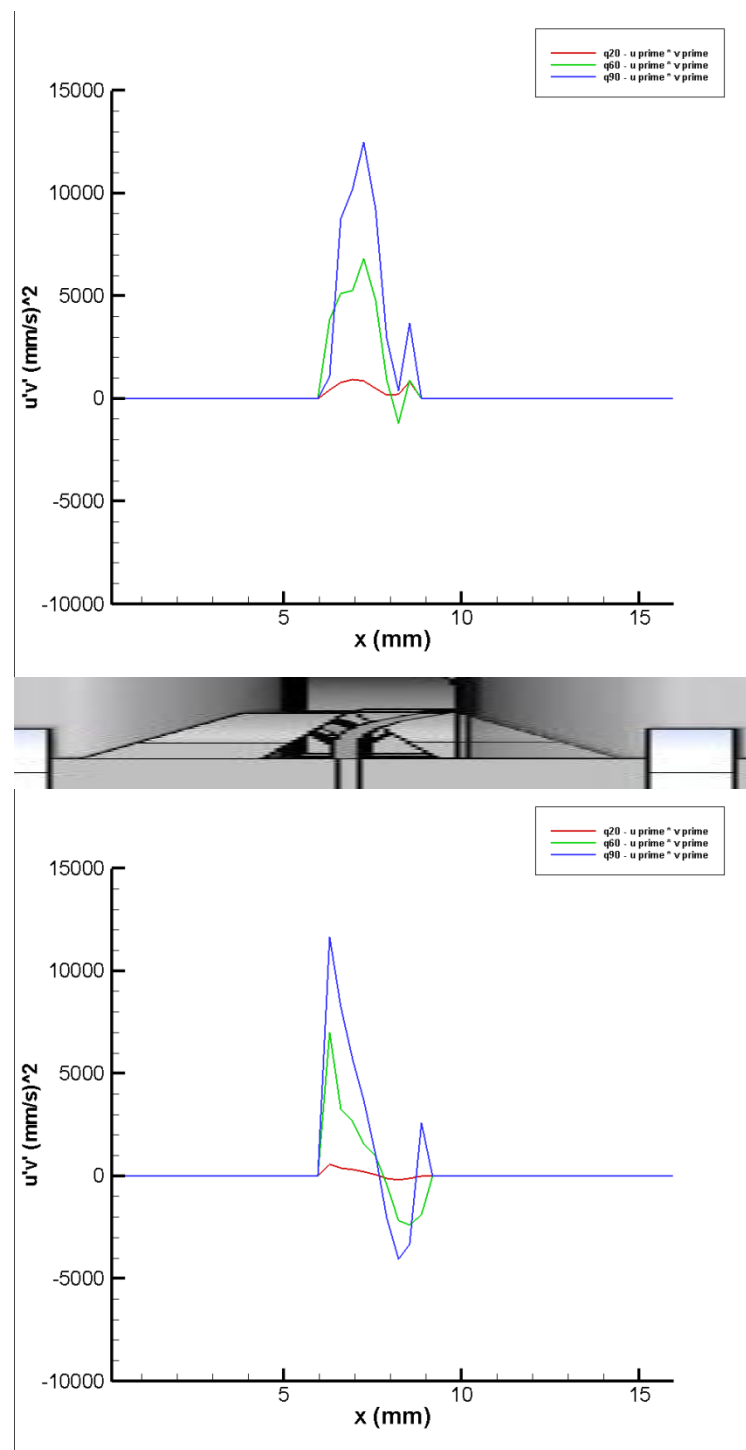 q20 - u prime * v prime
q60 - u prime * v prime
q90 - u prime * v prime
15000
10000
5000
0
-5000
-10000
u'v' (mm/s)^2
5
10
15
x (mm)
q20 - u prime * v prime
q60 - u prime * v prime
q90 - u prime * v prime
15000
10000
5000
0
-5000
-10000
u'v' (mm/s)^2
5
10
15
x (mm)